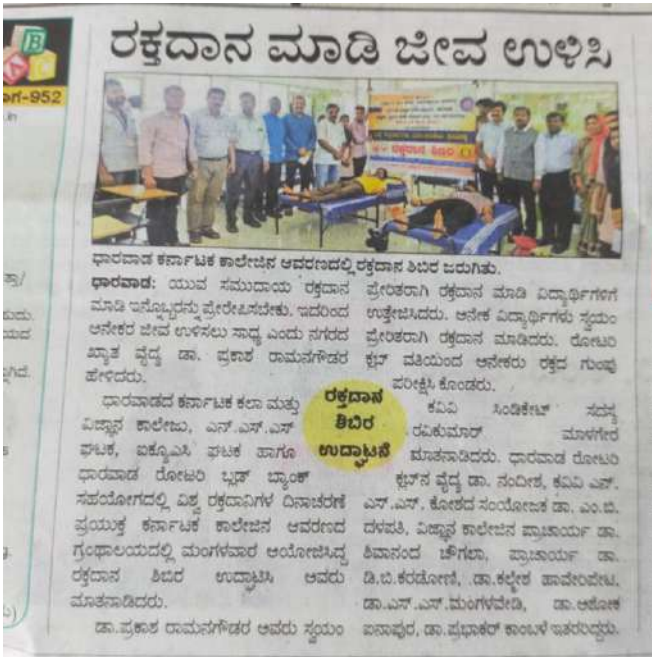 ರಕ್ತದಾನ ಮಾಡಿ ಜೀವ ಉಳಿಸಿ
B
ಾಗ-952
ರಕ್ತದಾನ ಶಿಬಿರ
ಧಾರವಾಡ ಕರ್ನಾಟಕ ಕಾಲೇಜಿನ ಆವರಣದಲ್ಲಿ ರಕ್ತದಾನ ಶಿಬಿರ ಜರುಗಿತು.
ಧಾರವಾಡ: ಯುವ ಸಮುದಾಯ ರಕ್ತದಾನ
ಮಾಡಿ ಇನ್ನೊಬ್ಬರನ್ನು ಪ್ರೇರೇಪಿಸಬೇಕು. ಇದರಿಂದ
ಅನೇಕರ ಜೀವ ಉಳಿಸಲು ಸಾಧ್ಯ ಎಂದು ನಗರದ
ಖ್ಯಾತ ವೈದ್ಯ ಡಾ. ಪ್ರಕಾಶ ರಾಮನಗೌಡರ
ಹೇಳಿದರು.
ಧಾರವಾಡದ ಕರ್ನಾಟಕ ಕಲಾ ಮತ್ತು
ವಿಜ್ಞಾನ ಕಾಲೇಜು, ಎನ್.ಎಸ್.ಎಸ್
ಘಟಕ, ಐಕ್ಯೂಎಸಿ ಘಟಕ ಹಾಗೂ
ಧಾರವಾಡ ರೋಟರಿ ಬ್ಲಡ್ ಬ್ಯಾಂಕ್
ಸಹಯೋಗದಲ್ಲಿ ವಿಶ್ವ ರಕ್ತದಾನಿಗಳ ದಿನಾಚರಣೆ
ಪ್ರಯುಕ್ತ ಕರ್ನಾಟಕ ಕಾಲೇಜಿನ ಆವರಣದ
ಗ್ರಂಥಾಲಯದಲ್ಲಿ ಮಂಗಳವಾರ ಆಯೋಜಿಸಿದ್ದ
ರಕ್ತದಾನ ಶಿಬಿರ ಉದ್ಘಾಟಿಸಿ ಅವರು
ಮಾತನಾಡಿದರು.
ಡಾ.ಪ್ರಕಾಶ ರಾಮನಗೌಡರ ಅವರು ಸ್ವಯಂ
ರಕ್ತದಾನ
ಶಿಬಿರ
ಉದ್ಘಾಟನೆ
ಪ್ರೇರಿತರಾಗಿ ರಕ್ತದಾನ ಮಾಡಿ ವಿದ್ಯಾರ್ಥಿಗಳಿಗೆ
ಉತ್ತೇಜಿಸಿದರು. ಅನೇಕ ವಿದ್ಯಾರ್ಥಿಗಳು ಸ್ವಯಂ
ಪ್ರೇರಿತರಾಗಿ ರಕ್ತದಾನ ಮಾಡಿದರು. ರೋಟರಿ
ಕ್ಲಬ್ ವತಿಯಿಂದ ಅನೇಕರು ರಕ್ತದ ಗುಂಪು
ಪರೀಕ್ಷಿಸಿ ಕೊಂಡರು.
ಕವಿವಿ ಸಿಂಡಿಕೇಟ್ ಸದಸ್ಯ
ರವಿಕುಮಾರ್ ಮಾಳಗೇರ
ಮಾತನಾಡಿದರು. ಧಾರವಾಡ ರೋಟರಿ
ಕ್ಲಬ್‌ನ ವೈದ್ಯ ಡಾ. ನಂದೀಶ, ಕವಿವಿ ಎನ್.
ಎಸ್.ಎಸ್. ಕೋಶದ ಸಂಯೋಜಕ ಡಾ. ಎಂ.ಬಿ.
ದಳಪತಿ, ವಿಜ್ಞಾನ ಕಾಲೇಜಿನ ಪ್ರಾಚಾರ್ಯ ಡಾ.
ಶಿವಾನಂದ ಚೌಗಲಾ, ಪ್ರಾಚಾರ್ಯ ಡಾ.
ಡಿ.ಬಿ.ಕರಡೋಣಿ, ಡಾ.ಕಲ್ಮೇಶ ಹಾವೇರಿಪೇಟ,
ಡಾ.ಎಸ್.ಎಸ್.ಮಂಗಳವೇಡಿ, ಡಾ.ಅಶೋಕ
ಐನಾಪುರ, ಡಾ.ಪ್ರಭಾಕರ್ ಕಾಂಬಳೆ ಇತರರಿದ್ದರು.